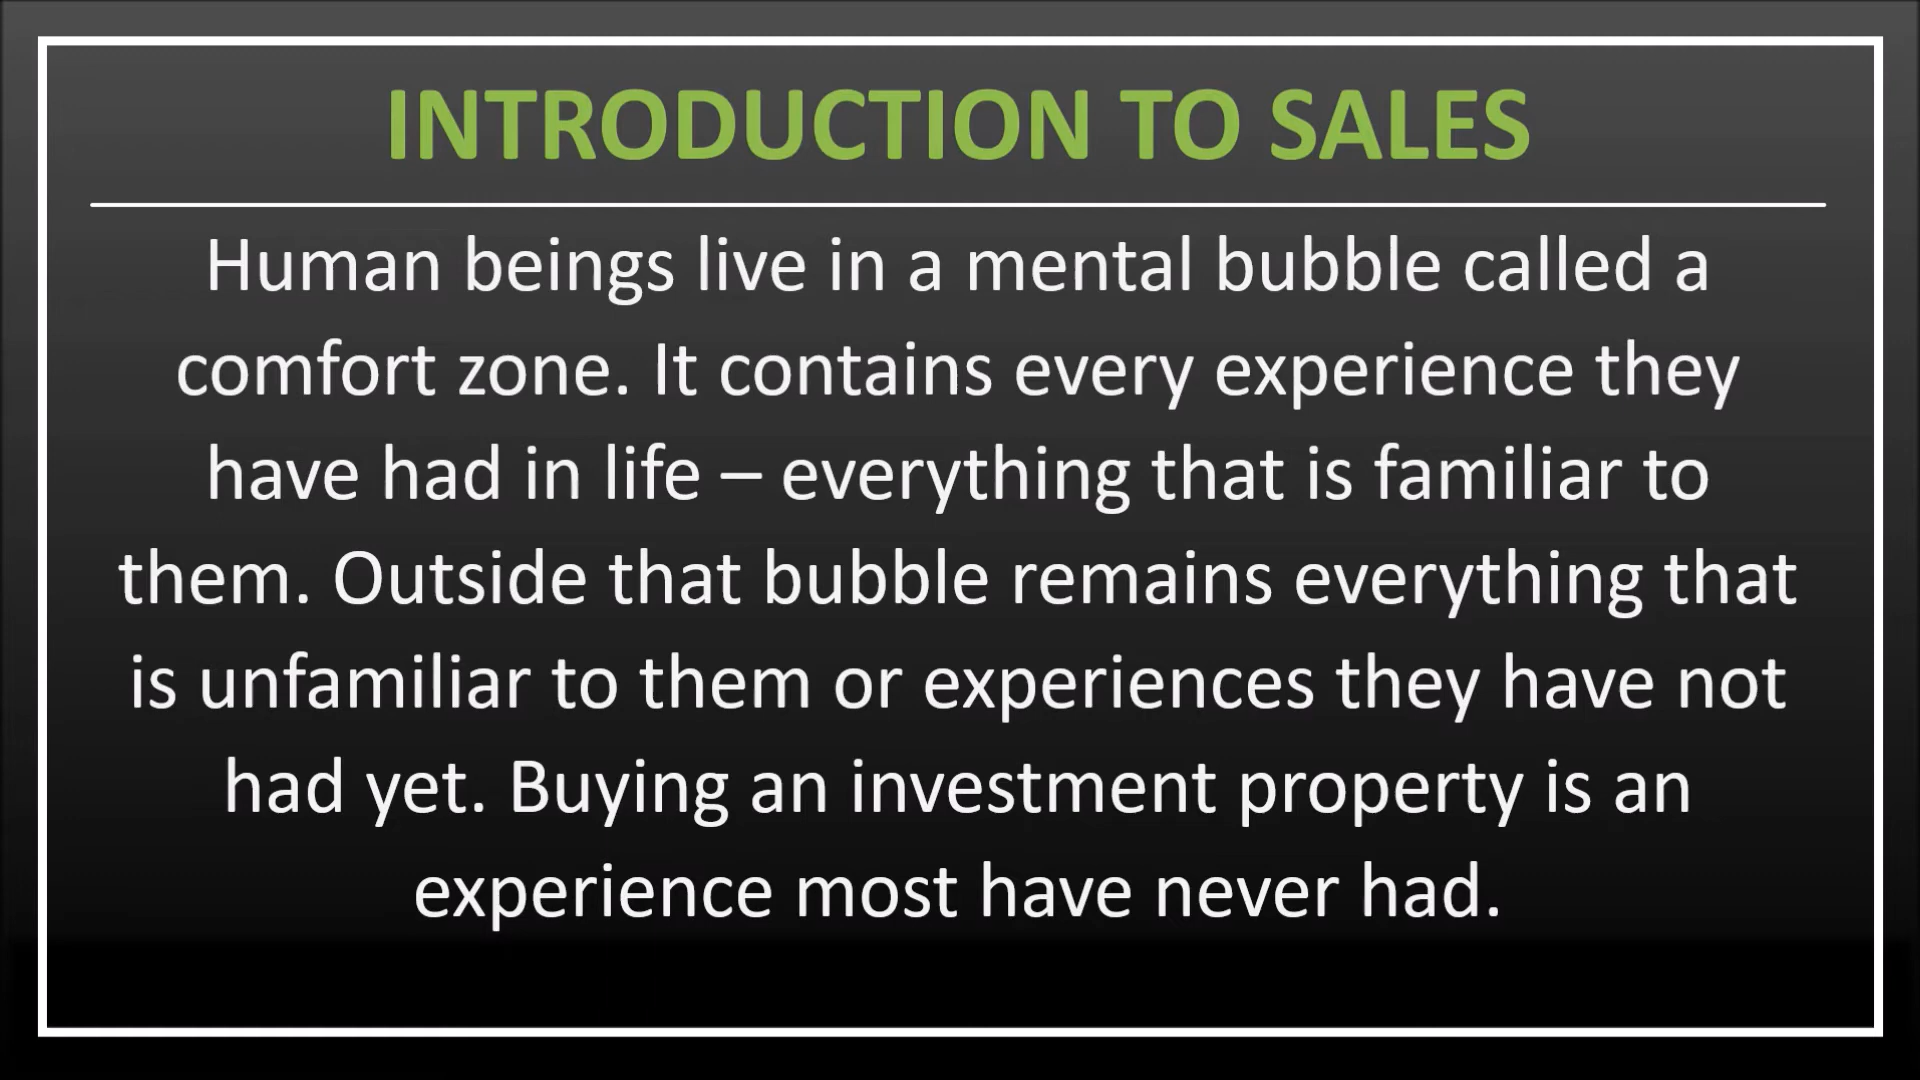 INTRODUCTION TO SALES
Human beings live in a mental bubble called a
comfort zone. It contains every experience they
have had in life – everything that is familiar to
them. Outside that bubble remains everything that
is unfamiliar to them or experiences they have not
had yet. Buying an investment property is an
experience most have never had.